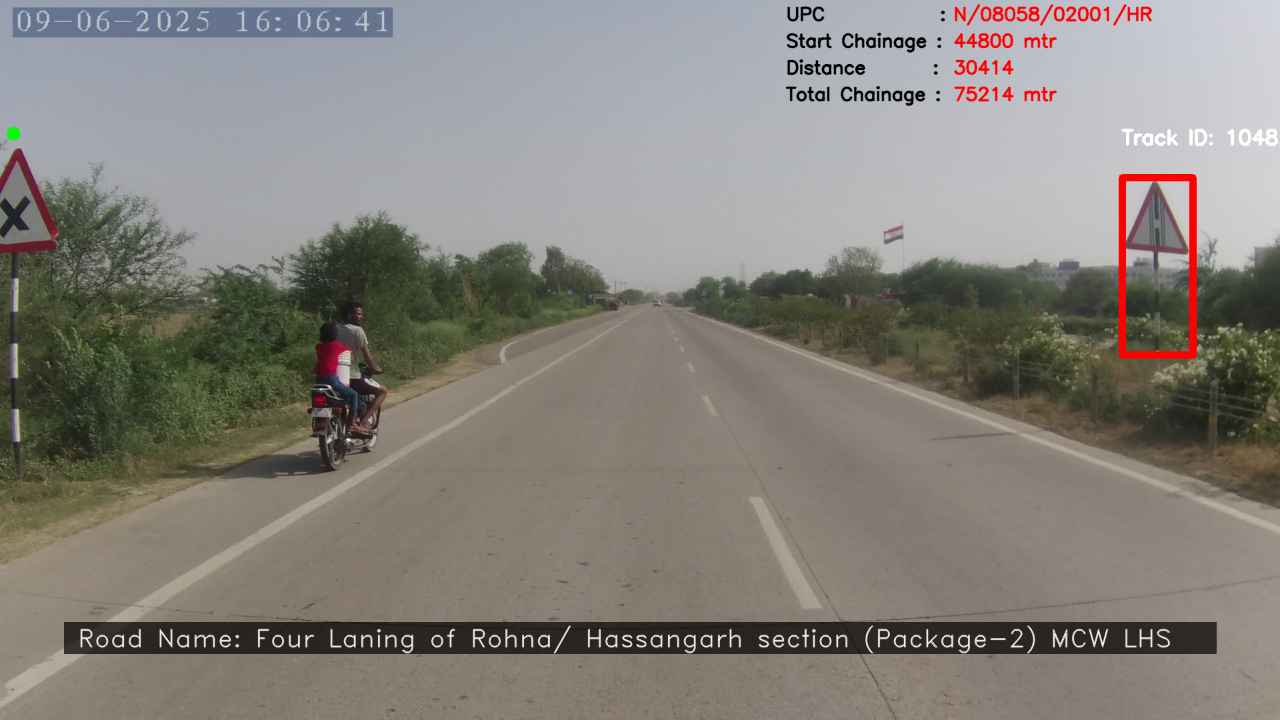 09-06-2025 16:06:41
UPC : N/08058/02001/HR
Start Chainage : 44800 mtr
Distance : 30414
Total Chainage : 75214 mtr
Track ID: 1048
Road Name: Four Laning of Rohna/ Hassangarh section (Package-2) MCW LHS